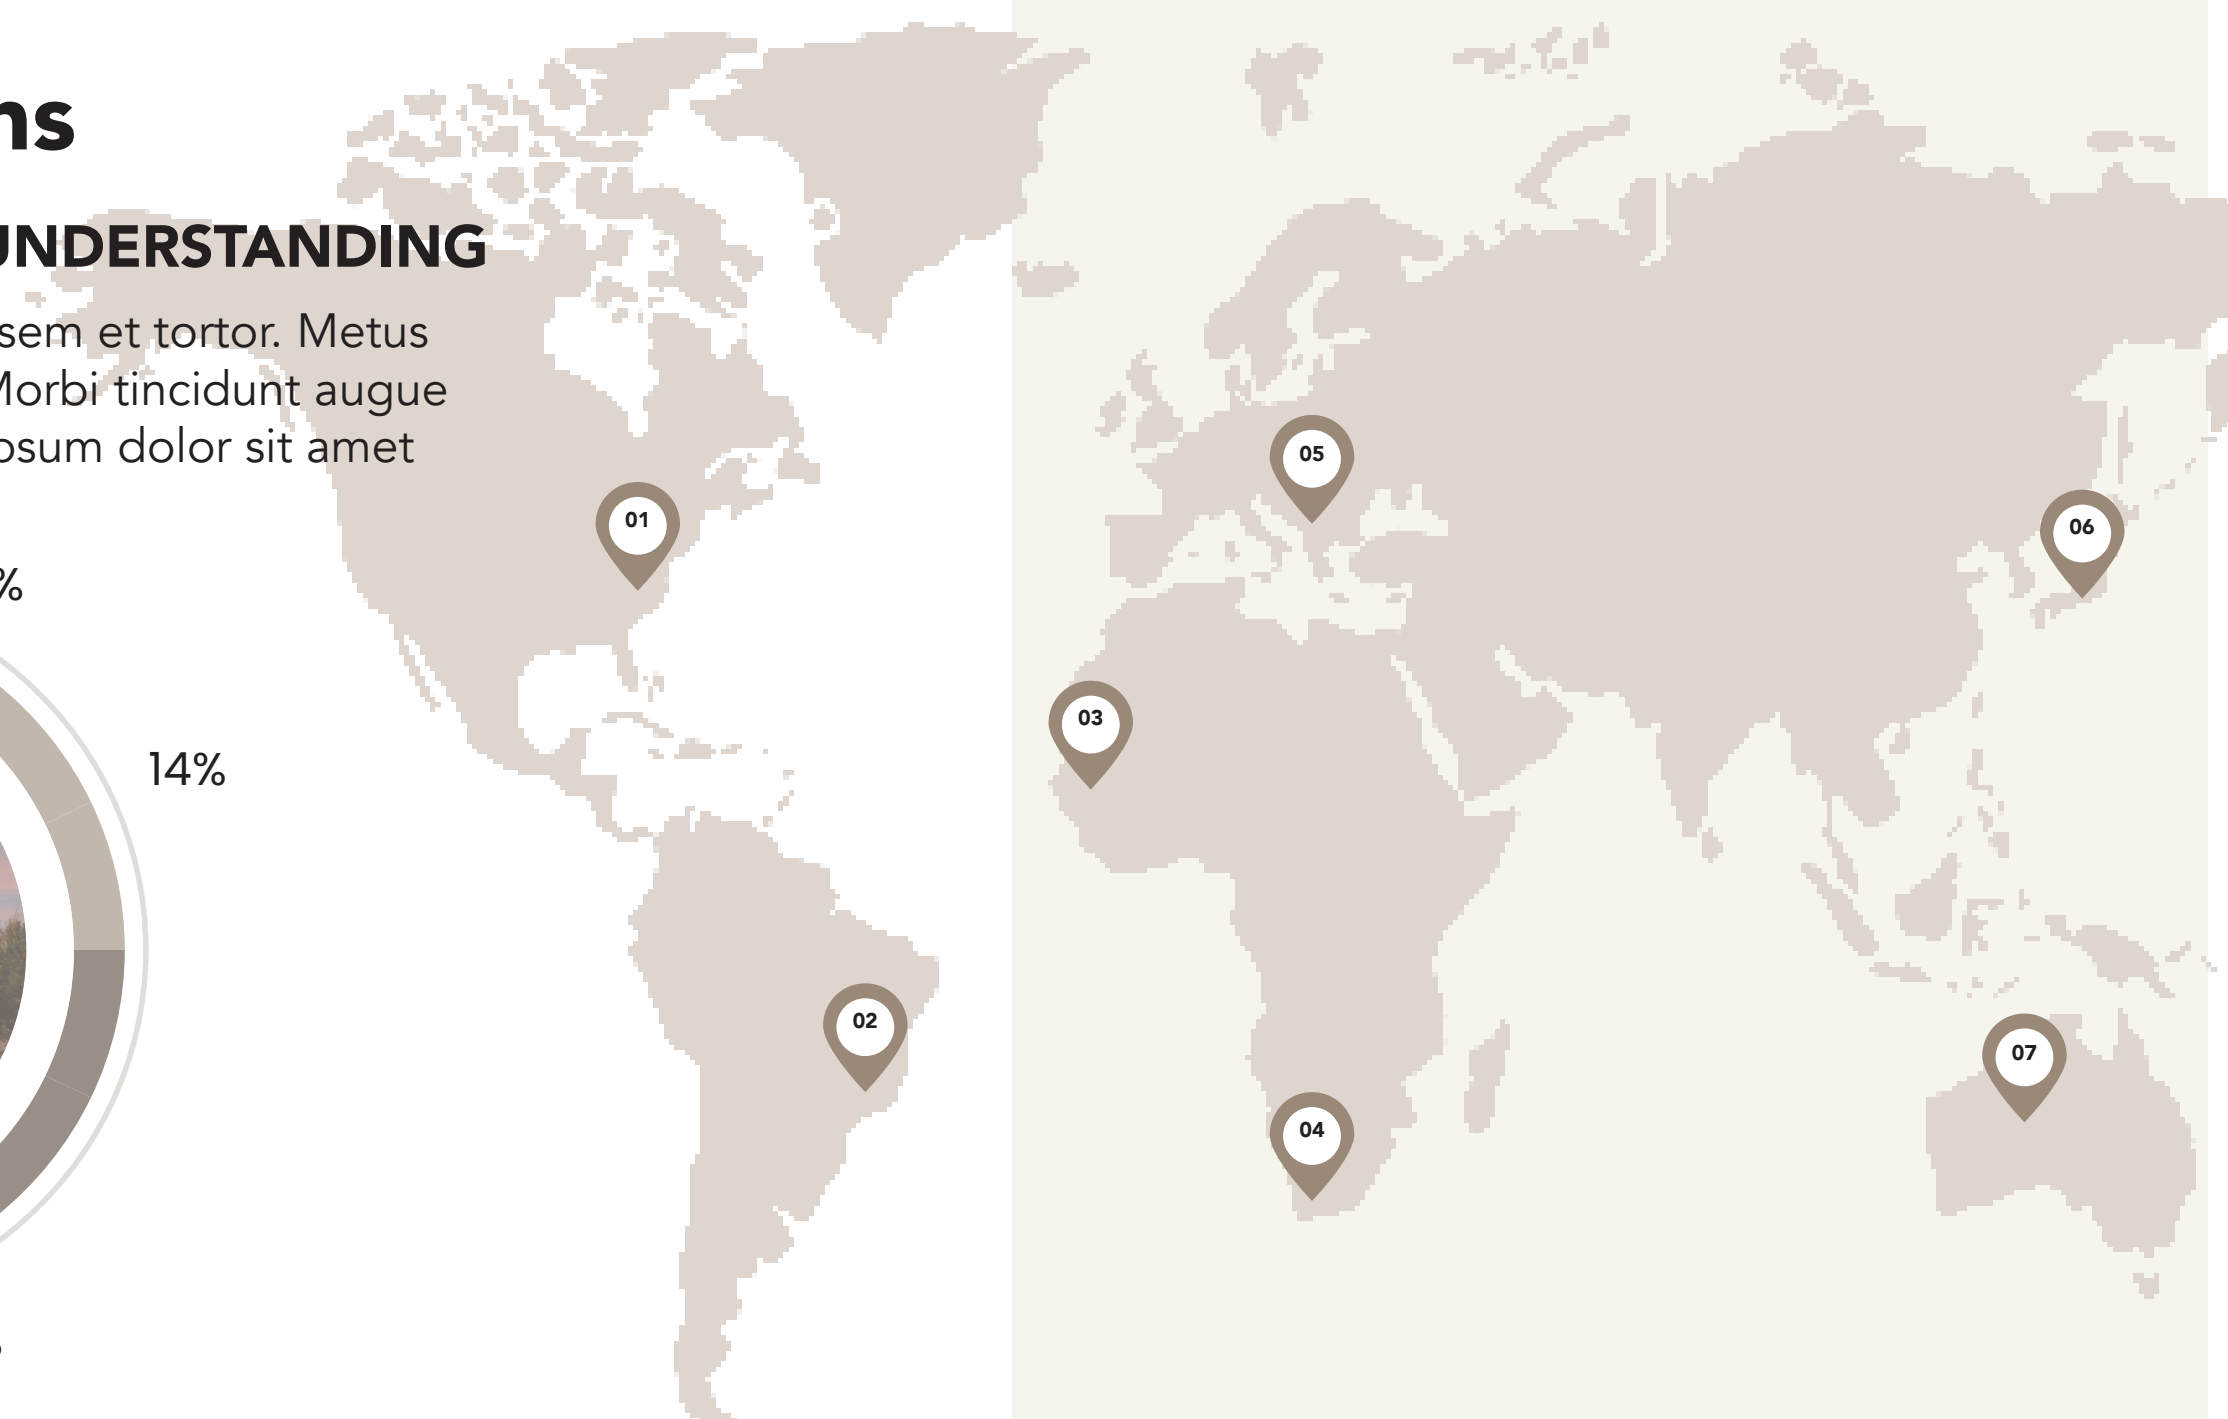 ns
UNDERSTANDING
sem et tortor. Metus
Morbi tincidunt augue
osum dolor sit amet
%
14%
01
02
03
04
05
06
07